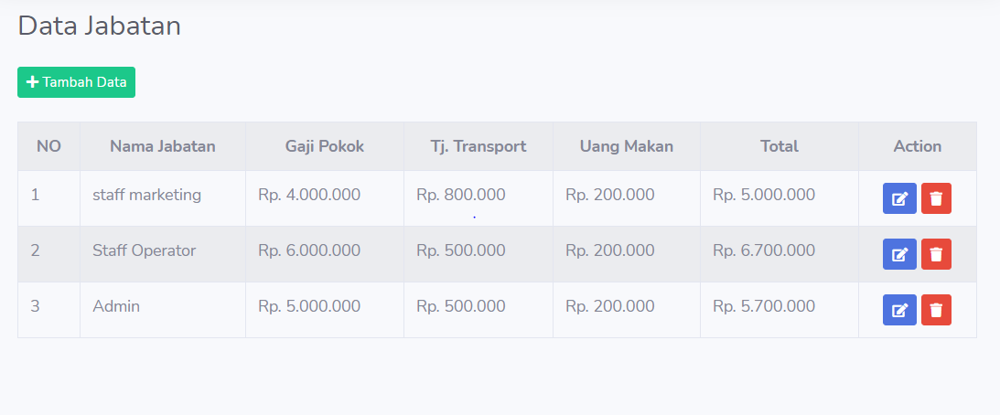 Data Jabatan
Tambah Data
NO Nama Jabatan Gaji Pokok Tj. Transport Uang Makan Total Action
1 staff marketing Rp. 4.000.000 Rp. 800.000 Rp. 200.000 Rp. 5.000.000
2 Staff Operator Rp. 6.000.000 Rp. 500.000 Rp. 200.000 Rp. 6.700.000
3 Admin Rp. 5.000.000 Rp. 500.000 Rp. 200.000 Rp. 5.700.000